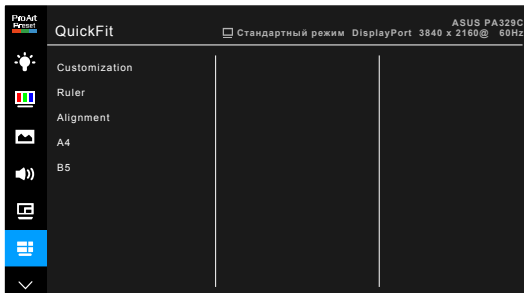 ProArt
Preset
QuickFit
ASUS PA329C
Стандартный режим DisplayPort 3840 x 2160@ 60Hz
Customization
Ruler
Alignment
A4
B5